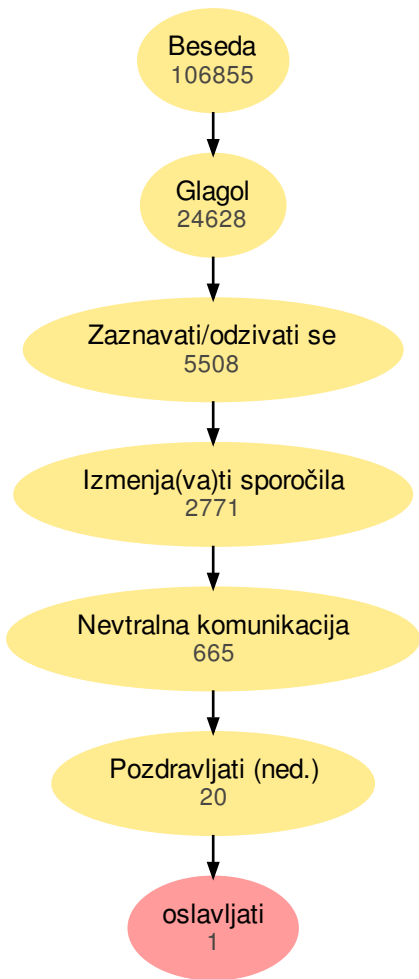 Beseda
106855
Glagol
24628
Zaznavati/odzivati se
5508
Izmenja(va)ti sporočila
2771
Nevtralna komunikacija
665
Pozdravljati (ned.)
20
oslavljati
1